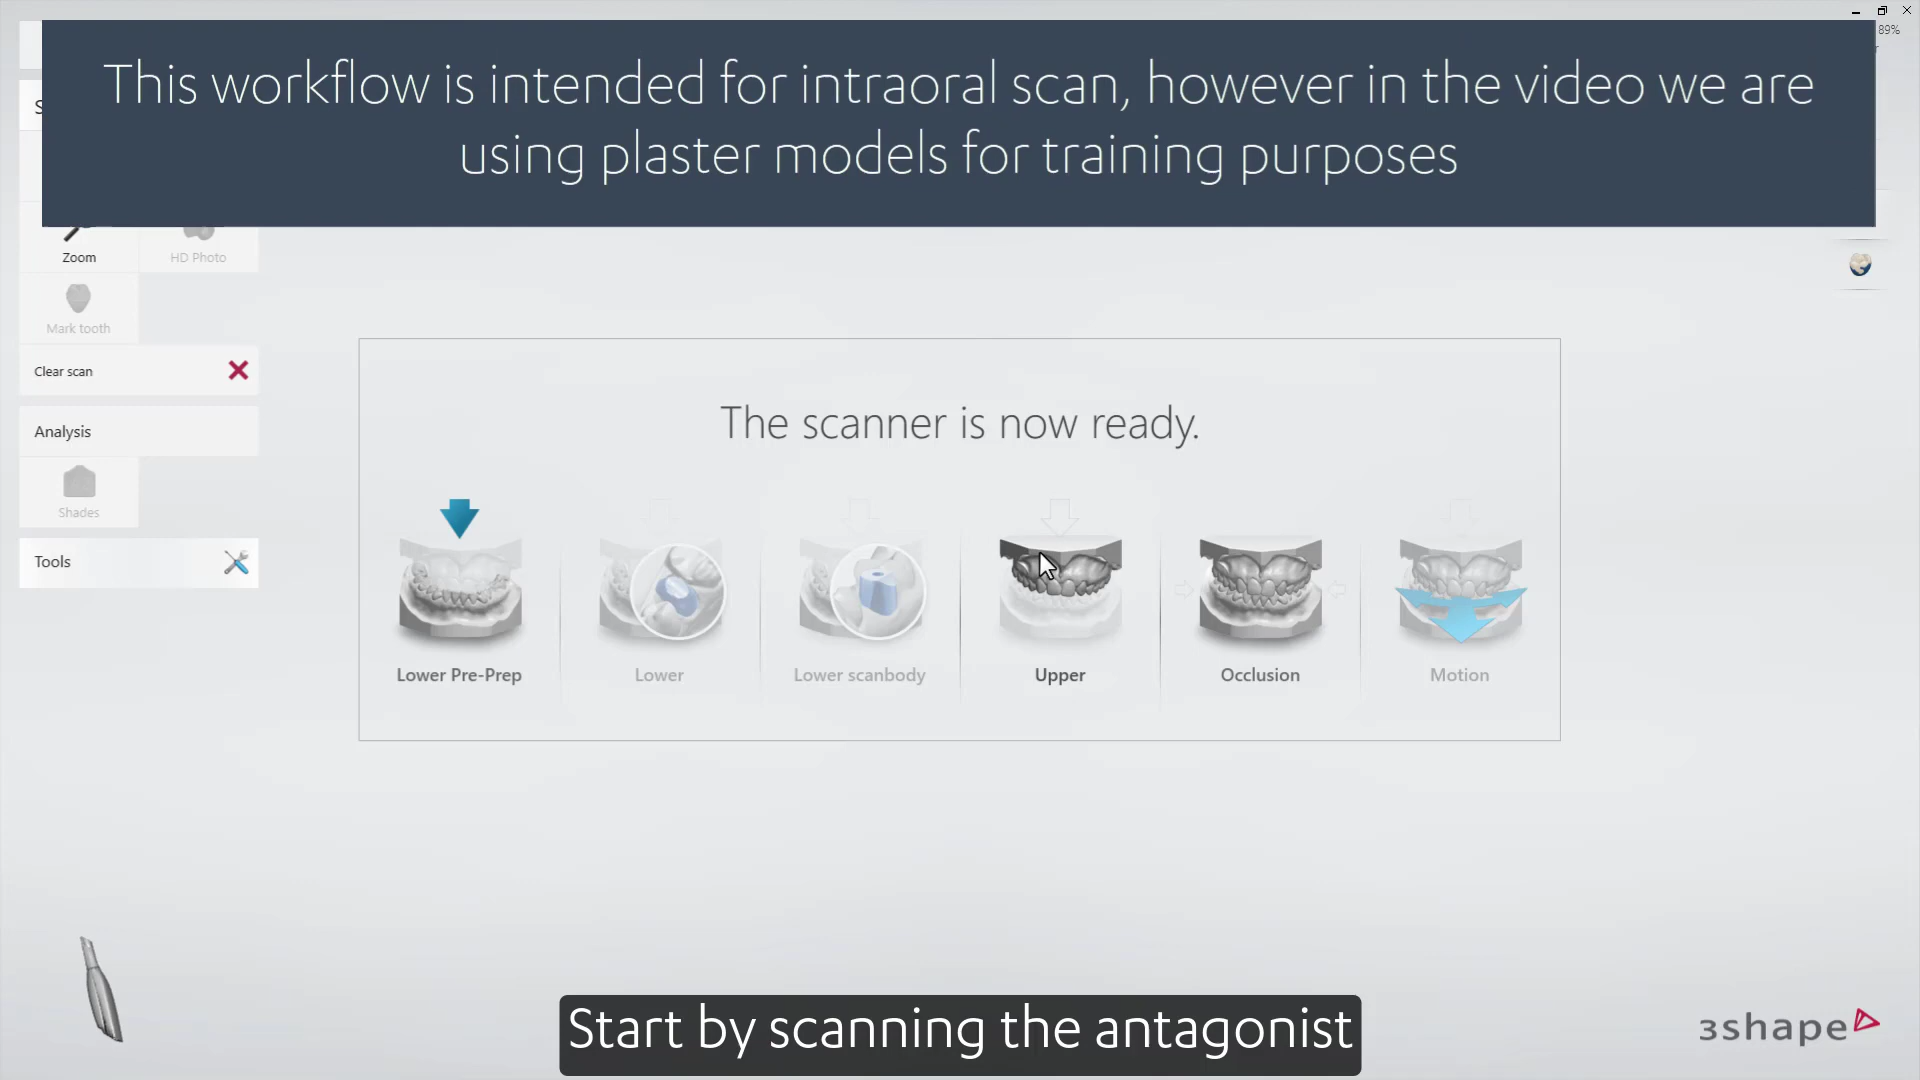 89%
This workflow is intended for intraoral scan, however in the video we are
using plaster models for training purposes
Zoom
HD Photo
Mark tooth
Clear scan
Analysis
Shades
Tools
The scanner is now ready.
Lower Pre-Prep
Lower
Lower scanbody
Upper
Occlusion
Motion
Start by scanning the antagonist
3shape